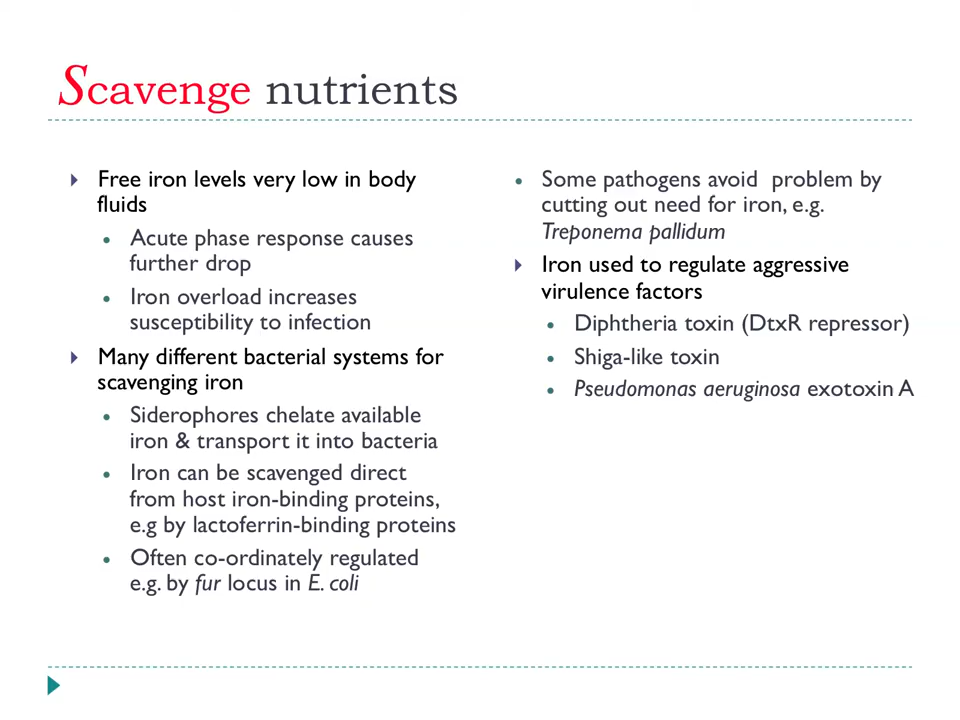 Scavenge nutrients
Free iron levels very low in body
fluids
Acute phase response causes
further drop
Iron overload increases
susceptibility to infection
Many different bacterial systems for
scavenging iron
Siderophores chelate available
iron & transport it into bacteria
Iron can be scavenged direct
from host iron-binding proteins,
e.g by lactoferrin-binding proteins
Often co-ordinately regulated
e.g. by fur locus in E. coli
Some pathogens avoid  problem by
cutting out need for iron, e.g.
Treponema pallidum
Iron used to regulate aggressive
virulence factors
Diphtheria toxin (DtxR repressor)
Shiga-like toxin
Pseudomonas aeruginosa exotoxin A